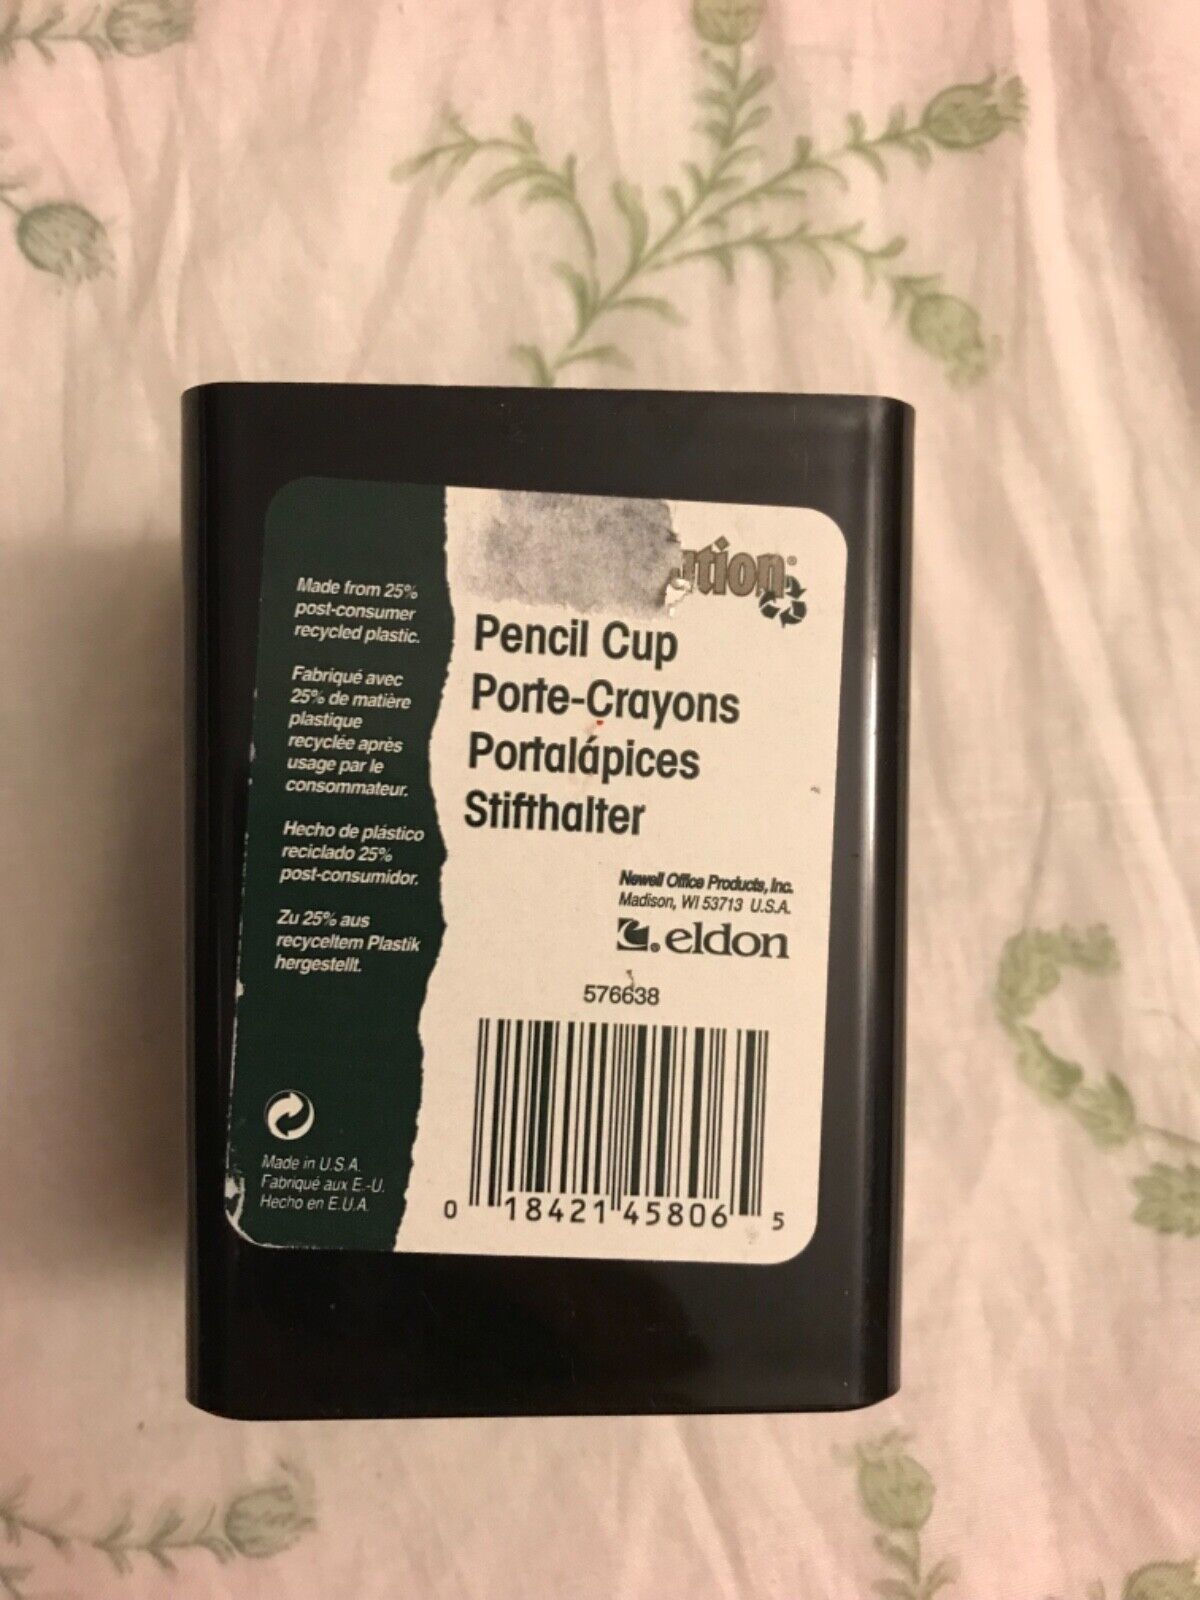 Made from 25%
post-consumer
recycled plastic.
Fabriqué avec
25% de matière
plastique
recyclée après
usage par le
consommateur.
Hecho de plástico
reciclado 25%
post-consumidor.
Zu 25% aus
recyceltem Plastik
hergestellt.
Made in U.S.A.
Fabriqué aux E.-U.
Hecho en E.U.A.
Pencil Cup
Porte-Crayons
Portalápices
Stifthalter
Newell Office Products, Inc.
Madison, WI 53713 U.S.A.
eldon
576638
0 18421 45806 5